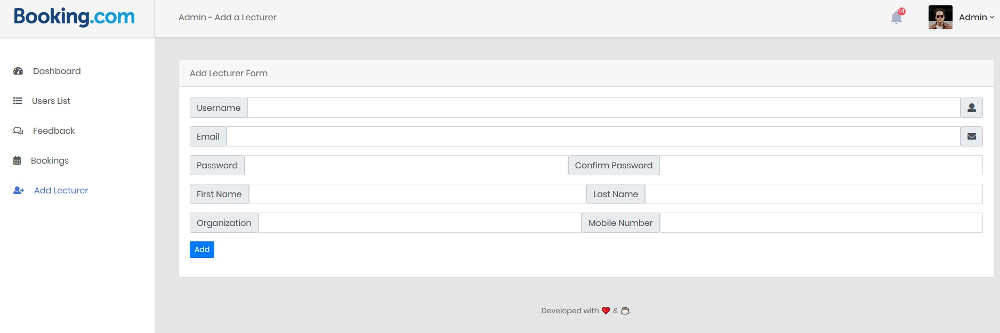 Booking.com
Admin - Add a Lecturer
14
Admin
Dashboard
Users List
Feedback
Bookings
Add Lecturer
Add Lecturer Form
Username
Email
Password
Confirm Password
First Name
Last Name
Organization
Mobile Number
Add
Developed with ❤ & ☕.